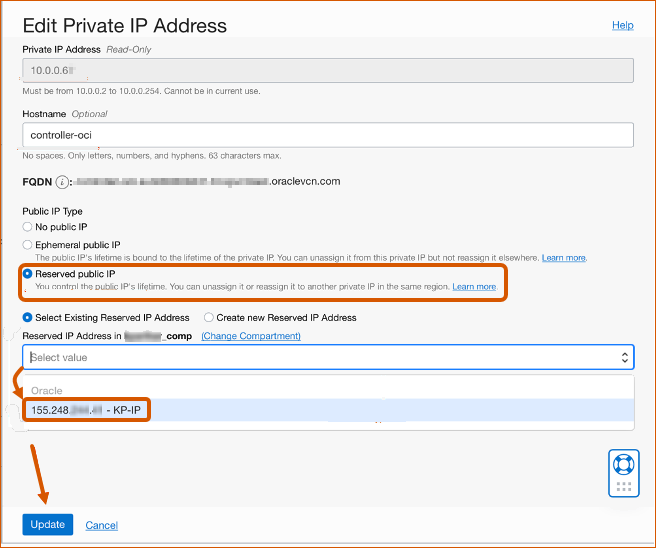 Edit Private IP Address
Help
Private IP Address Read-Only
10.0.0.6
Must be from 10.0.0.2 to 10.0.0.254. Cannot be in current use.
Hostname Optional
controller-oci
No spaces. Only letters, numbers, and hyphens. 63 characters max.
FQDN i: .oraclevcn.com
Public IP Type
No public IP
Ephemeral public IP
The public IP's lifetime is bound to the lifetime of the private IP. You can unassign it from this private IP but not reassign it elsewhere. Learn more.
Reserved public IP
You control the public IP's lifetime. You can unassign it or reassign it to another private IP in the same region. Learn more.
Select Existing Reserved IP Address Create new Reserved IP Address
Reserved IP Address in _comp (Change Compartment)
Select value
Oracle
155.248. - KP-IP
Update Cancel